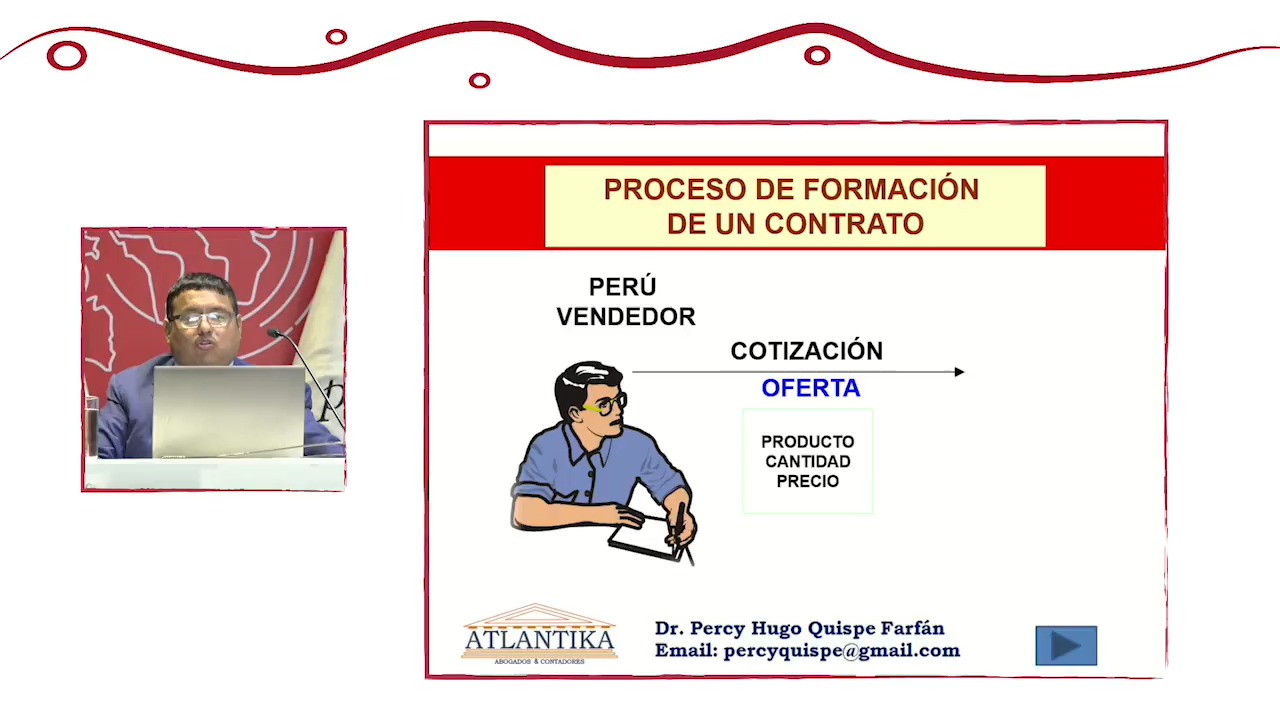 PROCESO DE FORMACIÓN
DE UN CONTRATO
PERÚ
VENDEDOR
COTIZACIÓN
OFERTA
PRODUCTO
CANTIDAD
PRECIO
ATLANTIKA
ABOGADOS & CONTADORES
Dr. Percy Hugo Quispe Farfán
Email: percyquispe@gmail.com